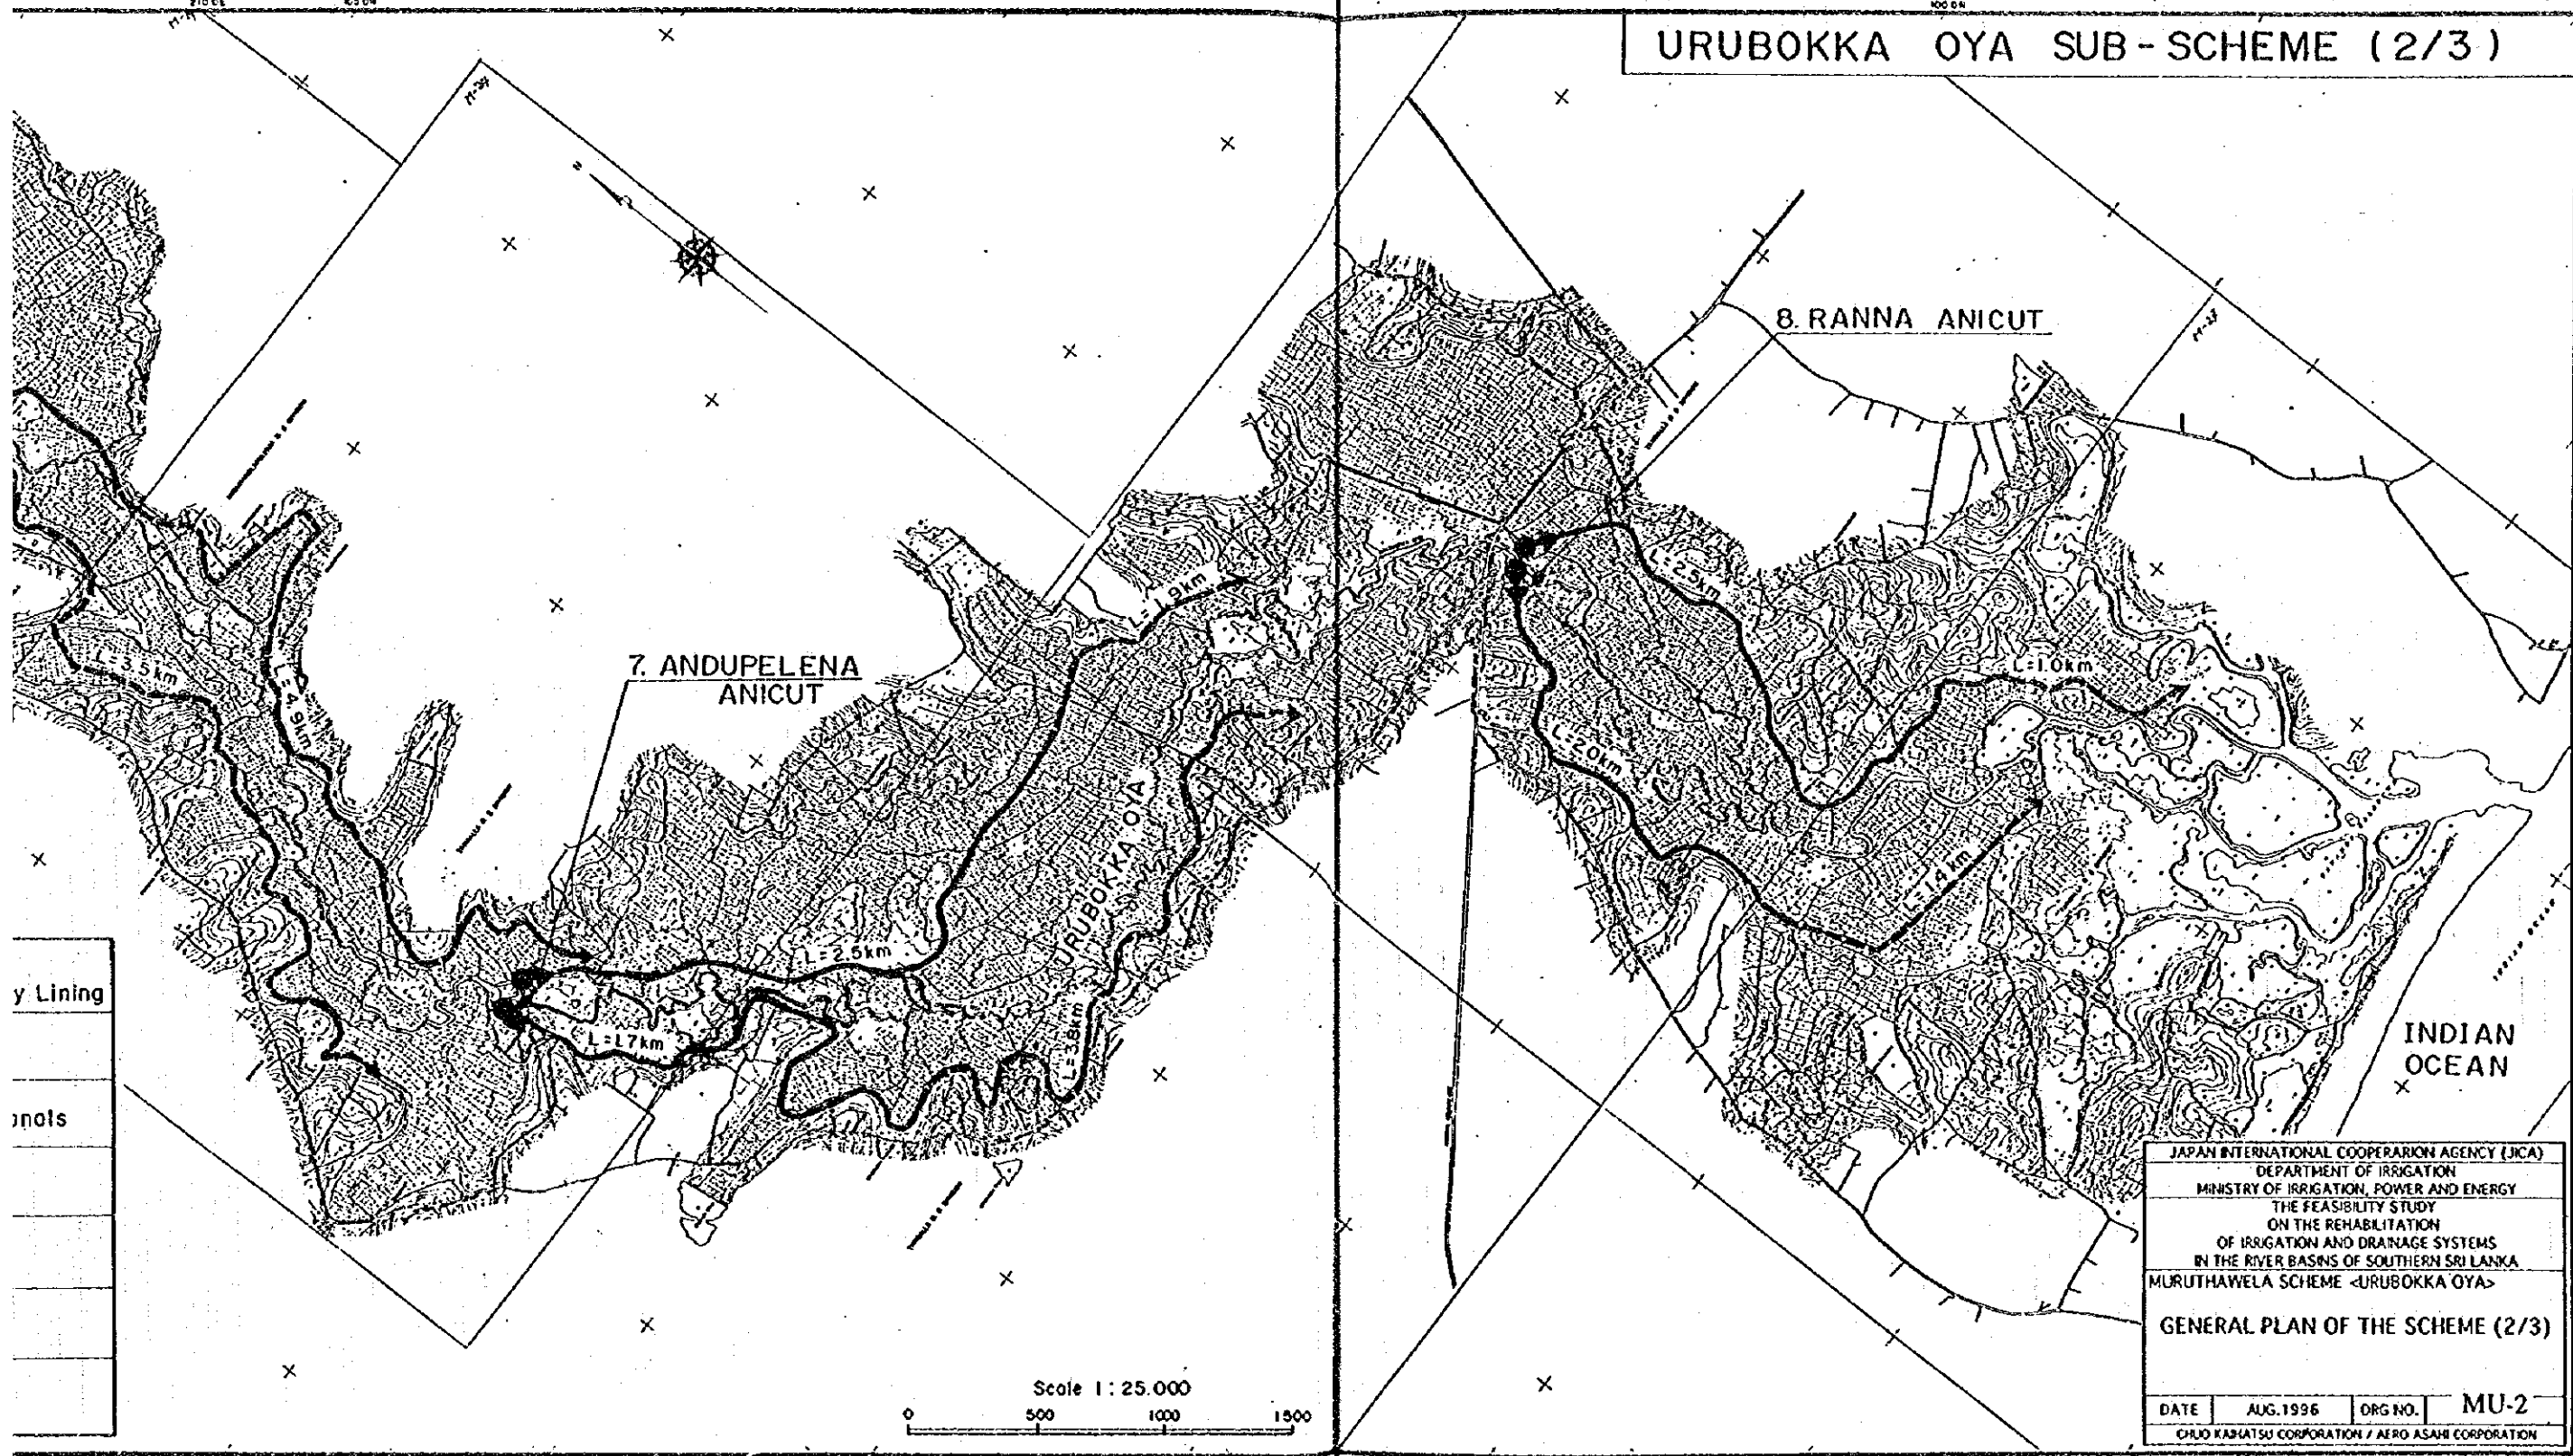 URUBOKKA OYA SUB-SCHEME (2/3)
N
8. RANNA ANICUT
7. ANDUPELENA
ANICUT
L=3.5km
L=4.9km
1.9km
L=2.5km
L=1.7km
L=3.8km
URUBOKKA OYA
L=2.5km
L=2.0km
L=1.0km
L=1.4km
INDIAN
OCEAN
INDIAN OCEAN
y Lining
Scale 1:25.000
0 500 1000 1500
JAPAN INTERNATIONAL COOPERARION AGENCY (JICA)
DEPARTMENT OF IRRIGATION
MINISTRY OF IRRIGATION, POWER AND ENERGY
THE FEASIBILITY STUDY
ON THE REHABILITATION
OF IRRIGATION AND DRAINAGE SYSTEMS
IN THE RIVER BASINS OF SOUTHERN SRI LANKA
MURUTHAWELA SCHEME <URUBOKKA OYA>
GENERAL PLAN OF THE SCHEME (2/3)
DATE AUG.1996 DRG NO. MU-2
CHUO KAIHATSU CORPORATION / AERO ASAHI CORPORATION